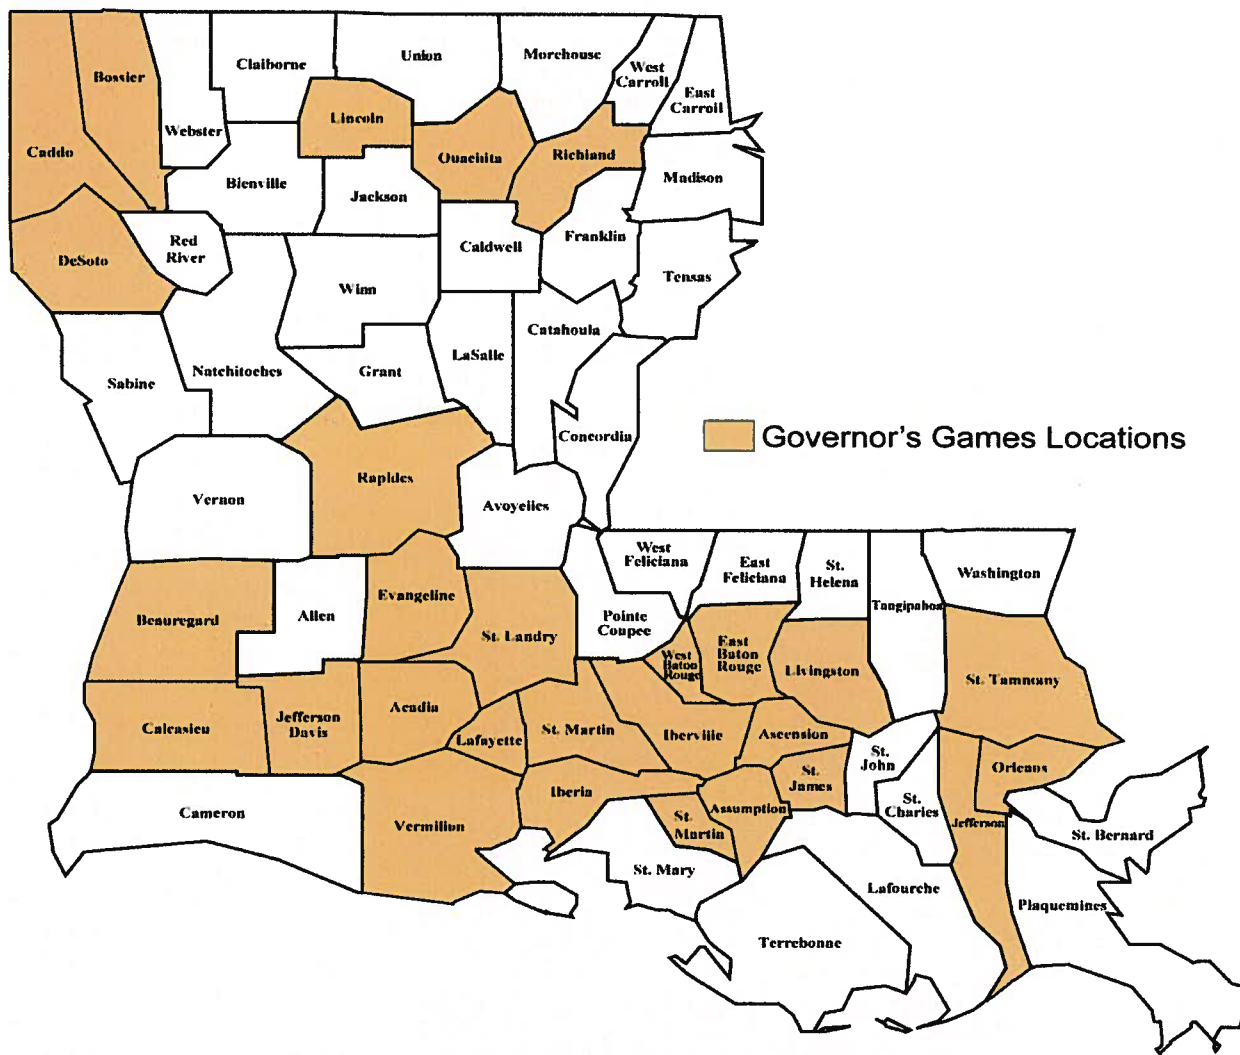 Claiborne
Union
Morehouse
West
Carroll
East
Carroll
Bossier
Webster
Lincoln
Caddo
Ouachita
Richland
Bienville
Jackson
Madison
Red
River
Caldwell
Franklin
DeSoto
Winn
Tensas
Catahoula
LaSalle
Natchitoches
Grant
Sabine
Concordia
Governor's Games Locations
Rapides
Vernon
Avoyelles
West
Feliciana
East
Feliciana
St.
Helena
Washington
Tangipahoa
Evangeline
Beauregard
Allen
St. Landry
Pointe
Coupee
West
Baton
Rouge
East
Baton
Rouge
Livingston
St. Tammany
Calcasieu
Jefferson
Davis
Acadia
Lafayette
St. Martin
Iberville
Ascension
St.
John
Orleans
St.
James
Iberia
Cameron
Vermilion
St.
Martin
Assumption
St.
Charles
Jefferson
St. Bernard
St. Mary
Lafourche
Plaquemines
Terrebonne